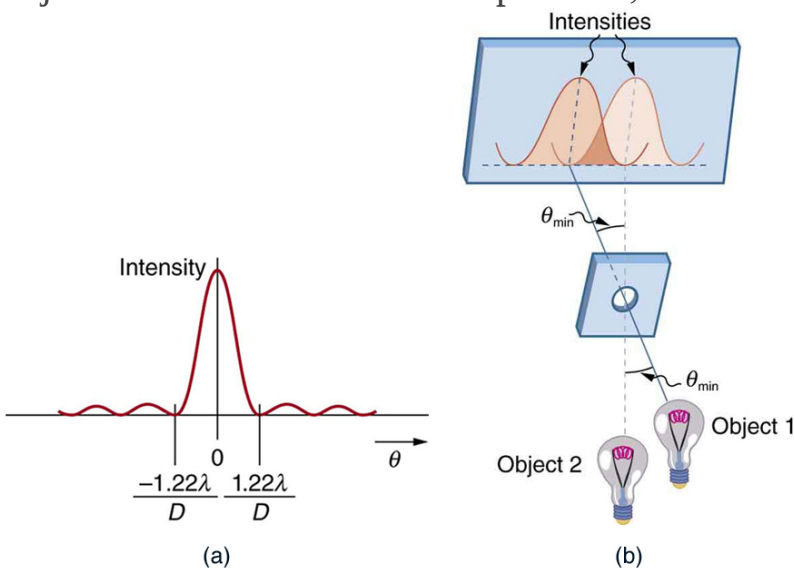 Intensities
θmin
θmin
Object 1
Object 2
(b)
Intensity
0
θ
−1.22λ
D
1.22λ
D
(a)